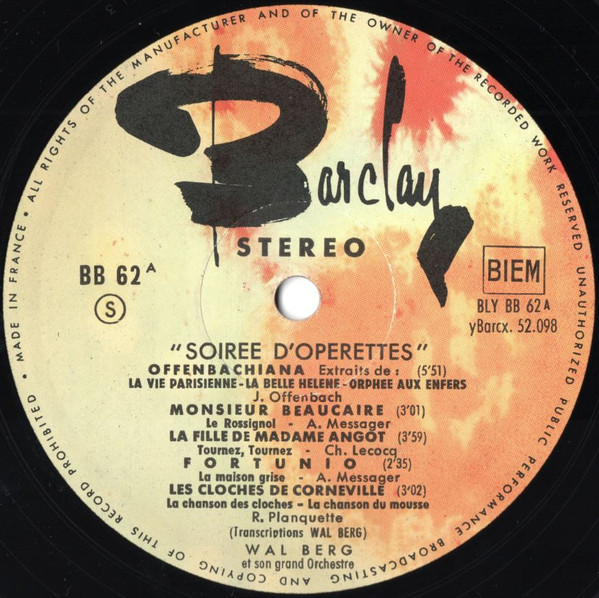 MADE IN FRANCE • ALL RIGHTS OF THE MANUFACTURER AND OF THE OWNER OF THE RECORDED WORK RESERVED • UNAUTHORIZED PUBLIC PERFORMANCE BROADCASTING AND COPYING OF THIS RECORD PROHIBITED •
Barclay
STEREO
BB 62 A
S
BIEM
BLY BB 62 A
yBarcx. 52.098
"SOIREE D'OPERETTES"
OFFENBACHIANA Extraits de : (5'51)
LA VIE PARISIENNE - LA BELLE HELENE - ORPHEE AUX ENFERS
J. Offenbach
MONSIEUR BEAUCAIRE (3'01)
Le Rossignol - A. Messager
LA FILLE DE MADAME ANGOT (3'59)
Tournez, Tournez - Ch. Lecocq
FORTUNIO (2'35)
La maison grise - A. Messager
LES CLOCHES DE CORNEVILLE (3'02)
La chanson des cloches - La chanson du mousse
R. Planquette
(Transcriptions WAL BERG)
WAL BERG
et son grand Orchestre